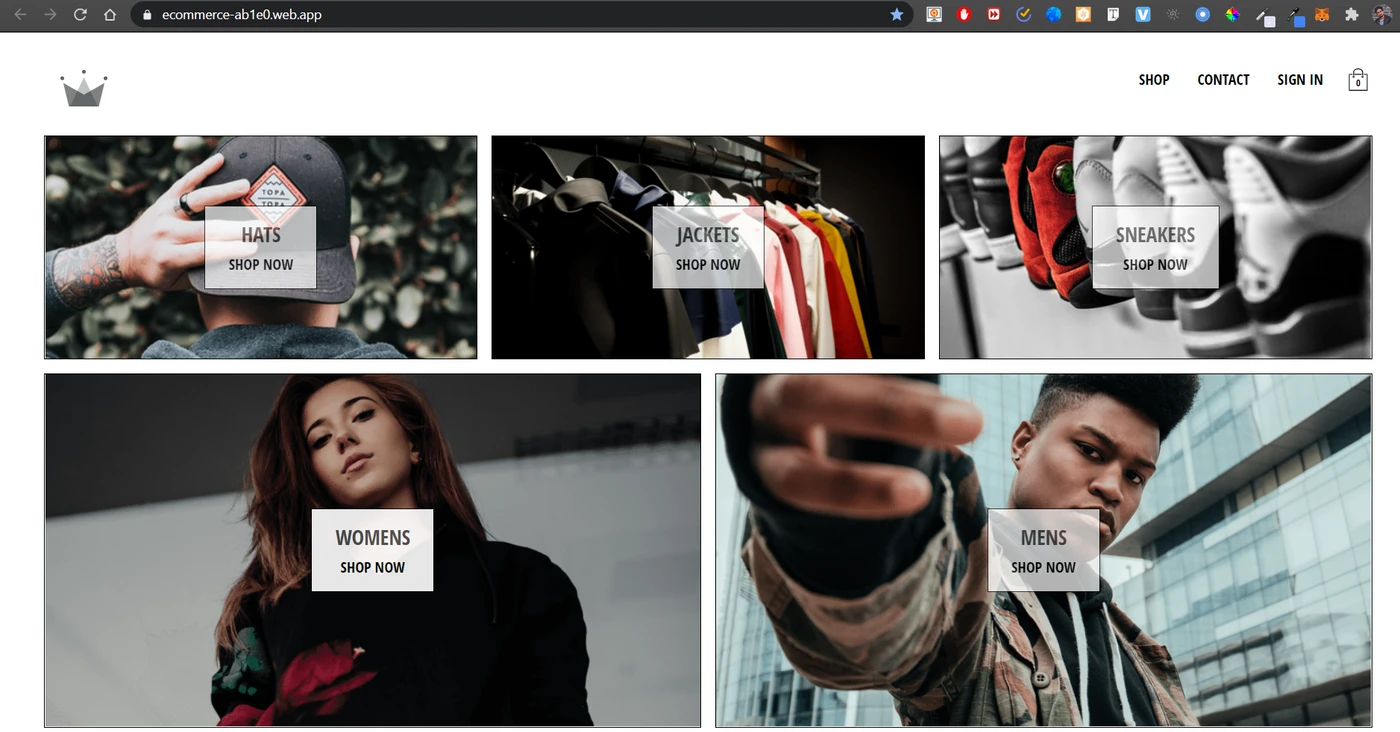 ecommerce-ab1e0.web.app
SHOP CONTACT SIGN IN 0
TOPA
TOPA
HATS
SHOP NOW
JACKETS
SHOP NOW
SNEAKERS
SHOP NOW
WOMENS
SHOP NOW
MENS
SHOP NOW